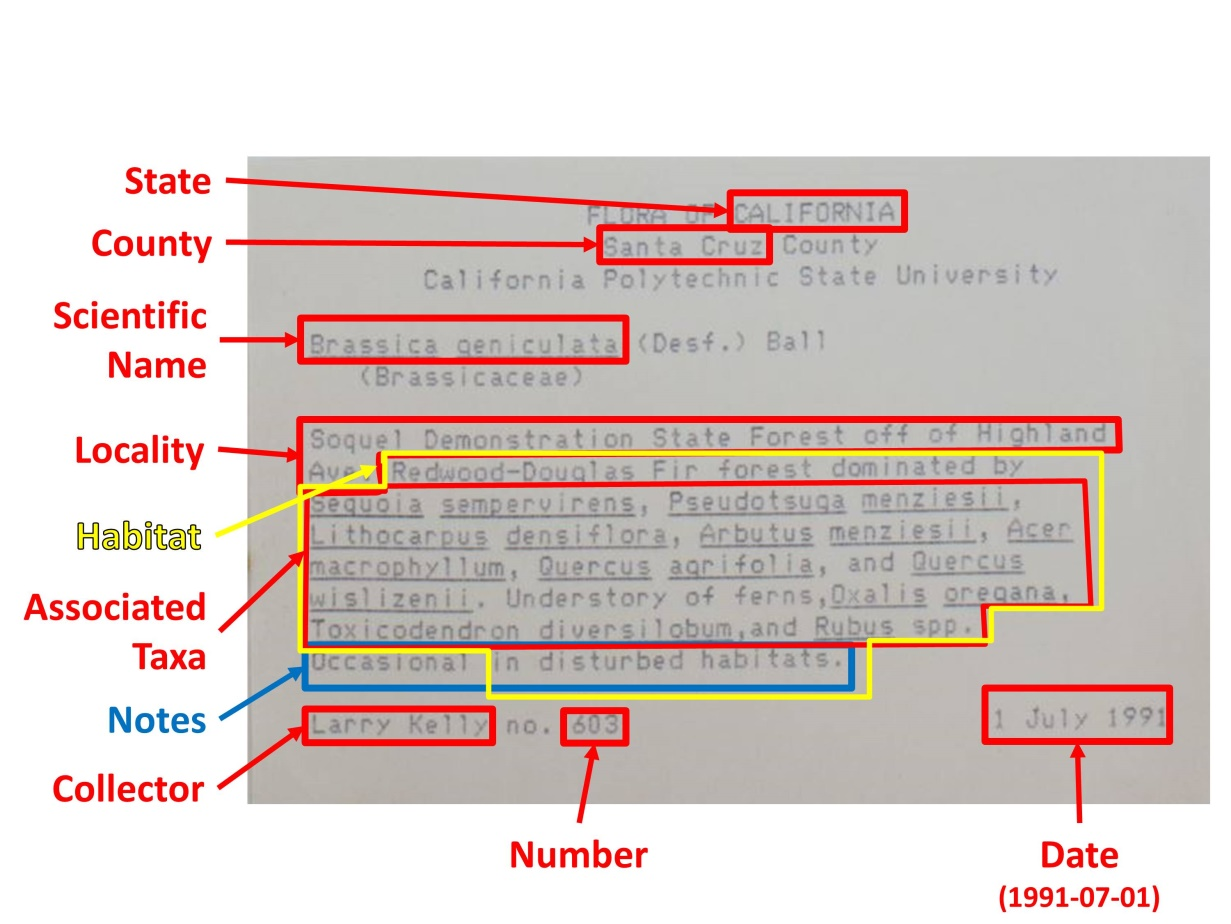 State
FLORA OF CALIFORNIA
County
Santa Cruz County
California Polytechnic State University
Scientific
Name
Brassica geniculata (Desf.) Ball
(Brassicaceae)
Locality
Soquel Demonstration State Forest off of Highland
Ave. Redwood-Douglas Fir forest dominated by
Habitat
Sequoia sempervirens, Pseudotsuga menziesii,
Lithocarpus densiflora, Arbutus menziesii, Acer
macrophyllum, Quercus agrifolia, and Quercus
wislizenii. Understory of ferns,Oxalis oregana,
Toxicodendron diversilobum,and Rubus spp.
Associated
Taxa
Occasional in disturbed habitats.
Notes
Larry Kelly no. 603
1 July 1991
Collector
Number
Date
(1991-07-01)